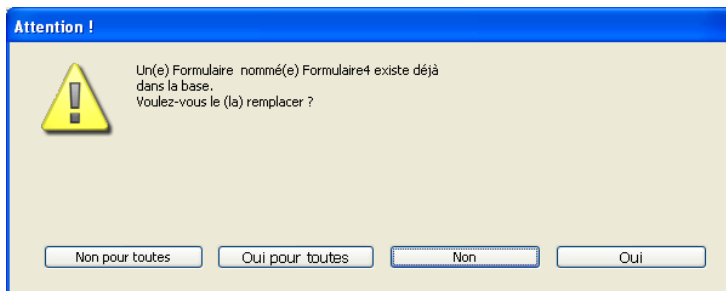 Attention !
Un(e) Formulaire nommé(e) Formulaire4 existe déjà
dans la base.
Voulez-vous le (la) remplacer ?
Non pour toutes
Oui pour toutes
Non
Oui